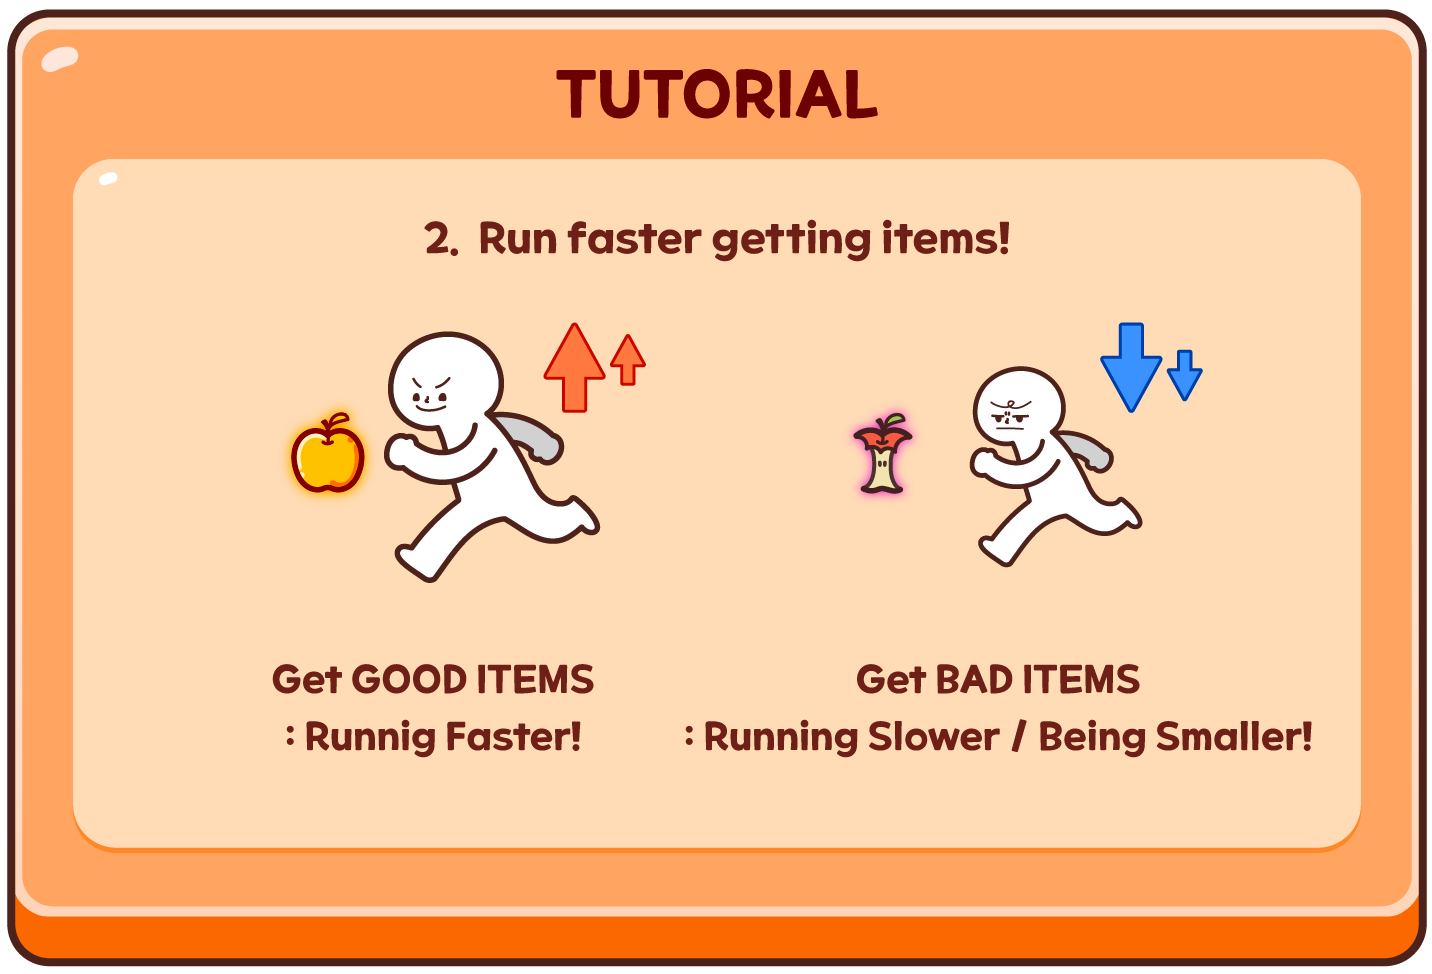 TUTORIAL
2. Run faster getting items!
Get GOOD ITEMS
: Runnig Faster!
Get BAD ITEMS
: Running Slower / Being Smaller!